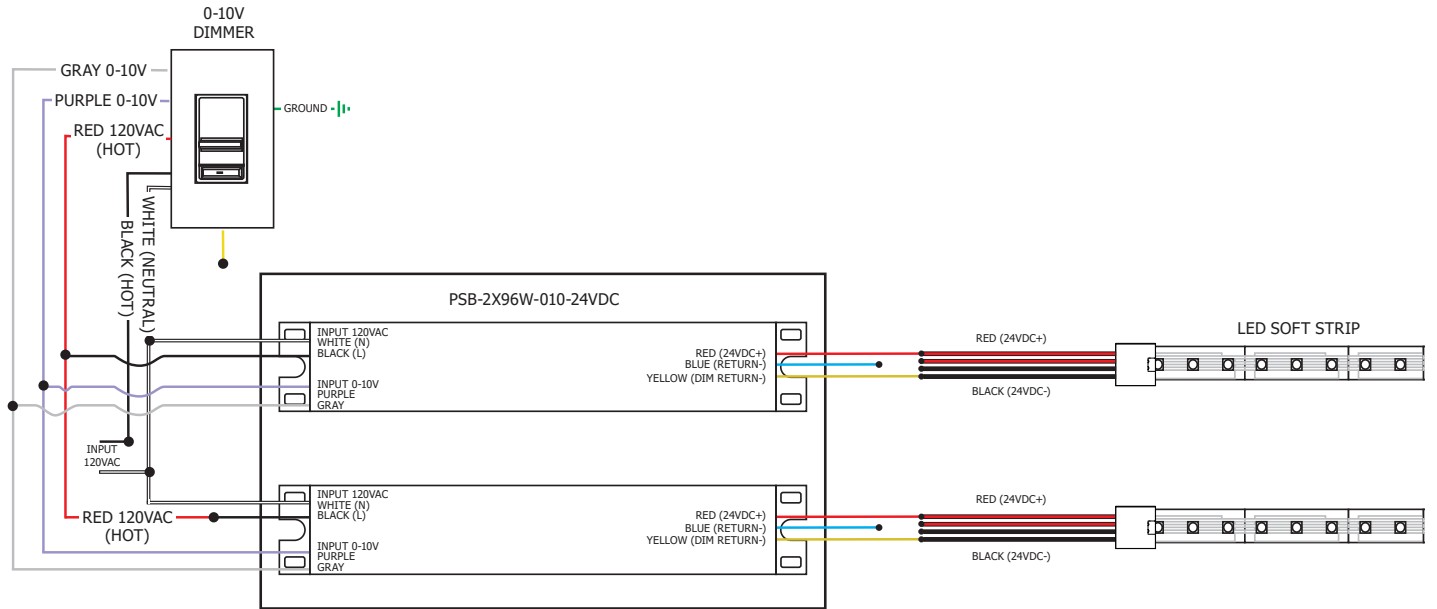 0-10V
DIMMER
GRAY 0-10V
PURPLE 0-10V
RED 120VAC
(HOT)
GROUND
WHITE (NEUTRAL)
BLACK (HOT)
PSB-2X96W-010-24VDC
INPUT 120VAC
WHITE (N)
BLACK (L)
INPUT 0-10V
PURPLE
GRAY
RED (24VDC+)
BLUE (RETURN-)
YELLOW (DIM RETURN-)
RED (24VDC+)
BLACK (24VDC-)
LED SOFT STRIP
INPUT
120VAC
RED 120VAC
(HOT)
INPUT 120VAC
WHITE (N)
BLACK (L)
INPUT 0-10V
PURPLE
GRAY
RED (24VDC+)
BLUE (RETURN-)
YELLOW (DIM RETURN-)
RED (24VDC+)
BLACK (24VDC-)